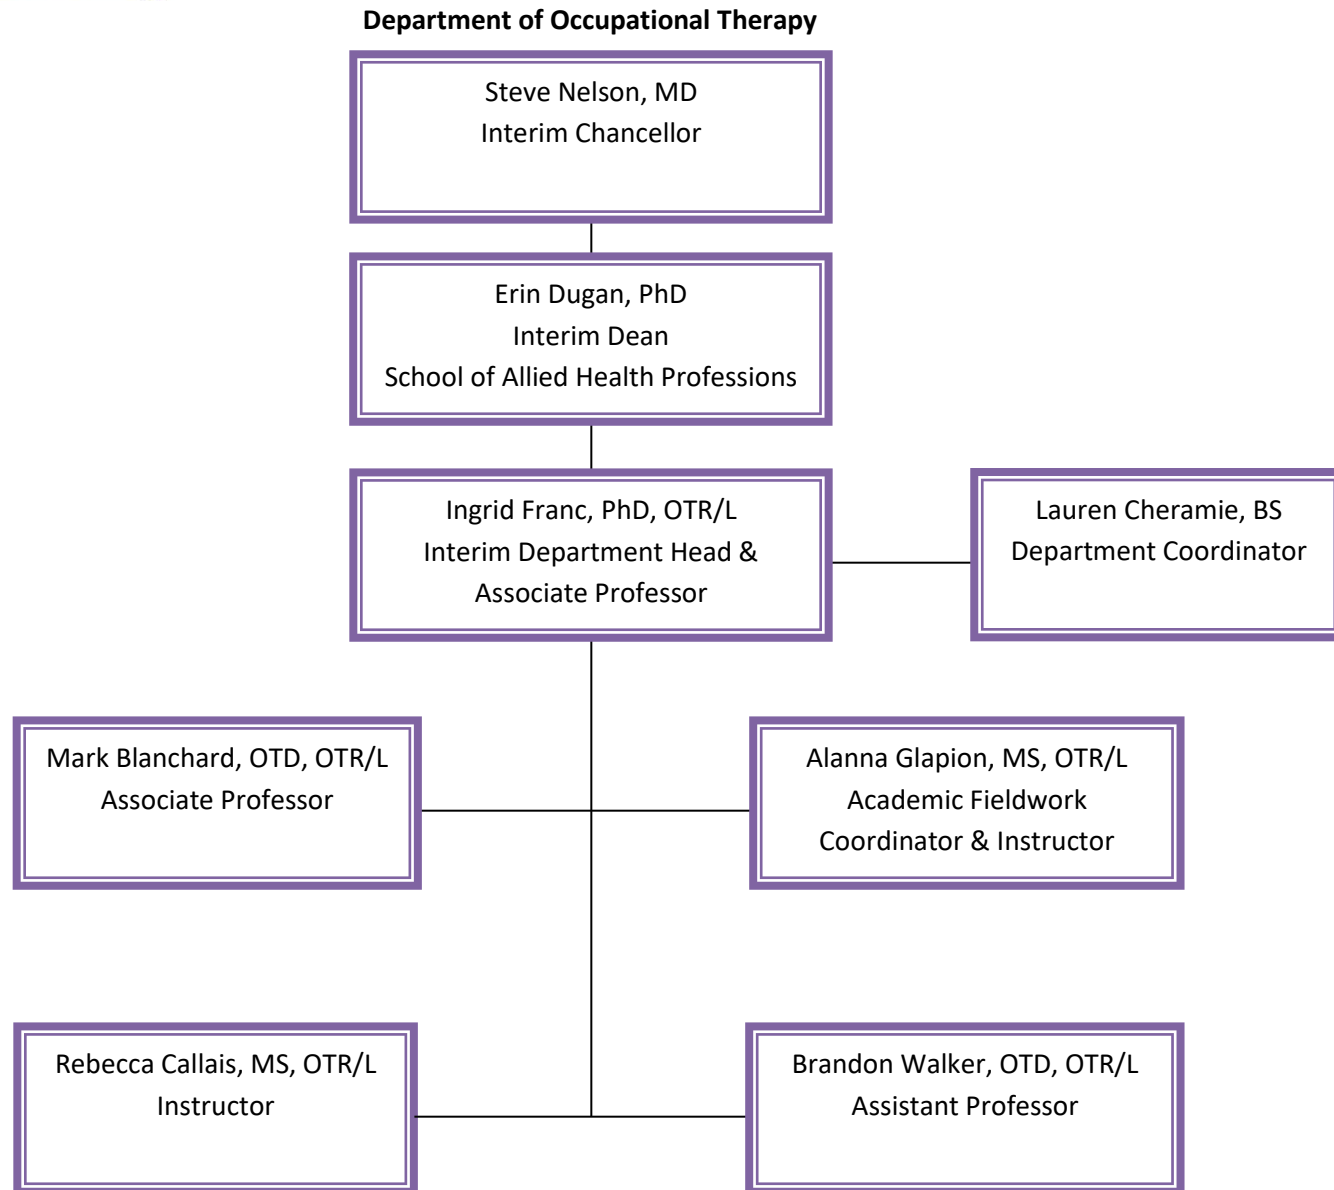 Department of Occupational Therapy
Steve Nelson, MD
Interim Chancellor
Erin Dugan, PhD
Interim Dean
School of Allied Health Professions
Ingrid Franc, PhD, OTR/L
Interim Department Head &
Associate Professor
Lauren Cheramie, BS
Department Coordinator
Mark Blanchard, OTD, OTR/L
Associate Professor
Alanna Glapion, MS, OTR/L
Academic Fieldwork
Coordinator & Instructor
Rebecca Callais, MS, OTR/L
Instructor
Brandon Walker, OTD, OTR/L
Assistant Professor